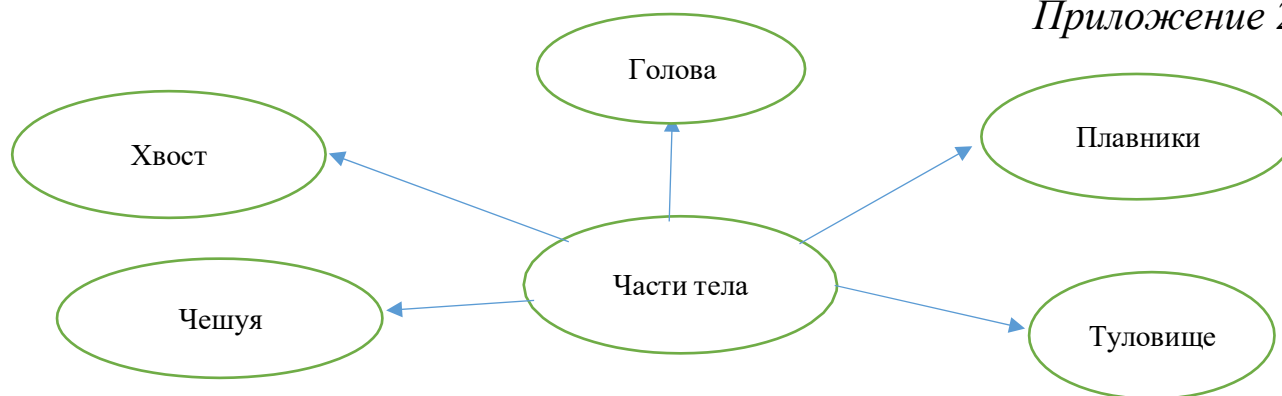 Приложение 2
Голова
Плавники
Хвост
Части тела
Чешуя
Туловище